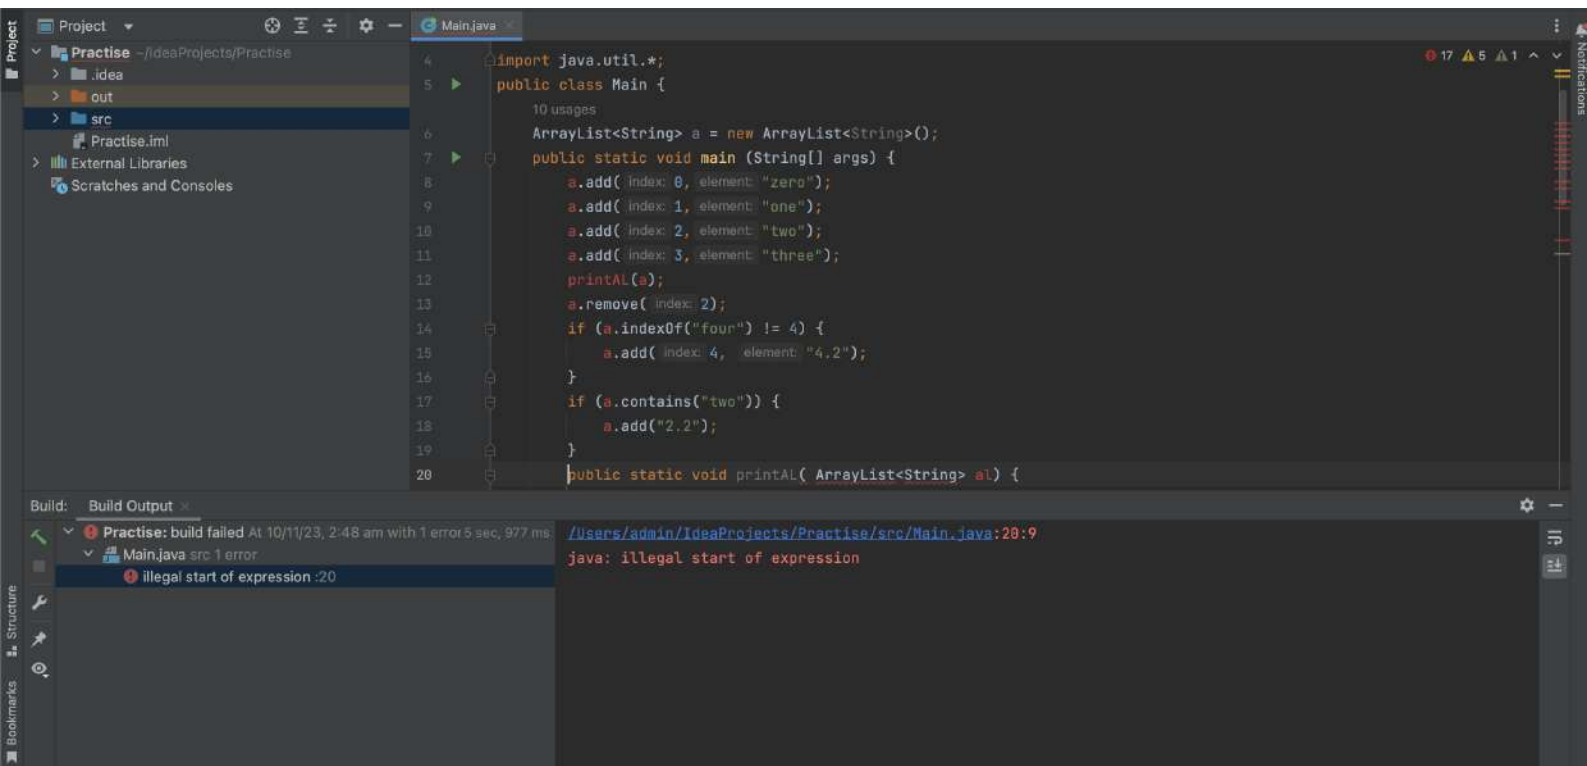 Project
Project
Main.java
Practise ~/IdeaProjects/Practise
.idea
out
src
Practise.iml
External Libraries
Scratches and Consoles
17 5 1
Notifications
4 import java.util.*;
5 public class Main {
10 usages
6 ArrayList<String> a = new ArrayList<String>();
7 public static void main (String[] args) {
8 a.add( index: 0, element: "zero");
9 a.add( index: 1, element: "one");
10 a.add( index: 2, element: "two");
11 a.add( index: 3, element: "three");
12 printAL(a);
13 a.remove( index: 2);
14 if (a.indexOf("four") != 4) {
15 a.add( index: 4, element: "4.2");
16 }
17 if (a.contains("two")) {
18 a.add("2.2");
19 }
20 public static void printAL( ArrayList<String> al) {
Build: Build Output
Practise: build failed At 10/11/23, 2:48 am with 1 error 5 sec, 977 ms
Main.java src 1 error
illegal start of expression :20
/Users/admin/IdeaProjects/Practise/src/Main.java:20:9
java: illegal start of expression
Structure
Bookmarks